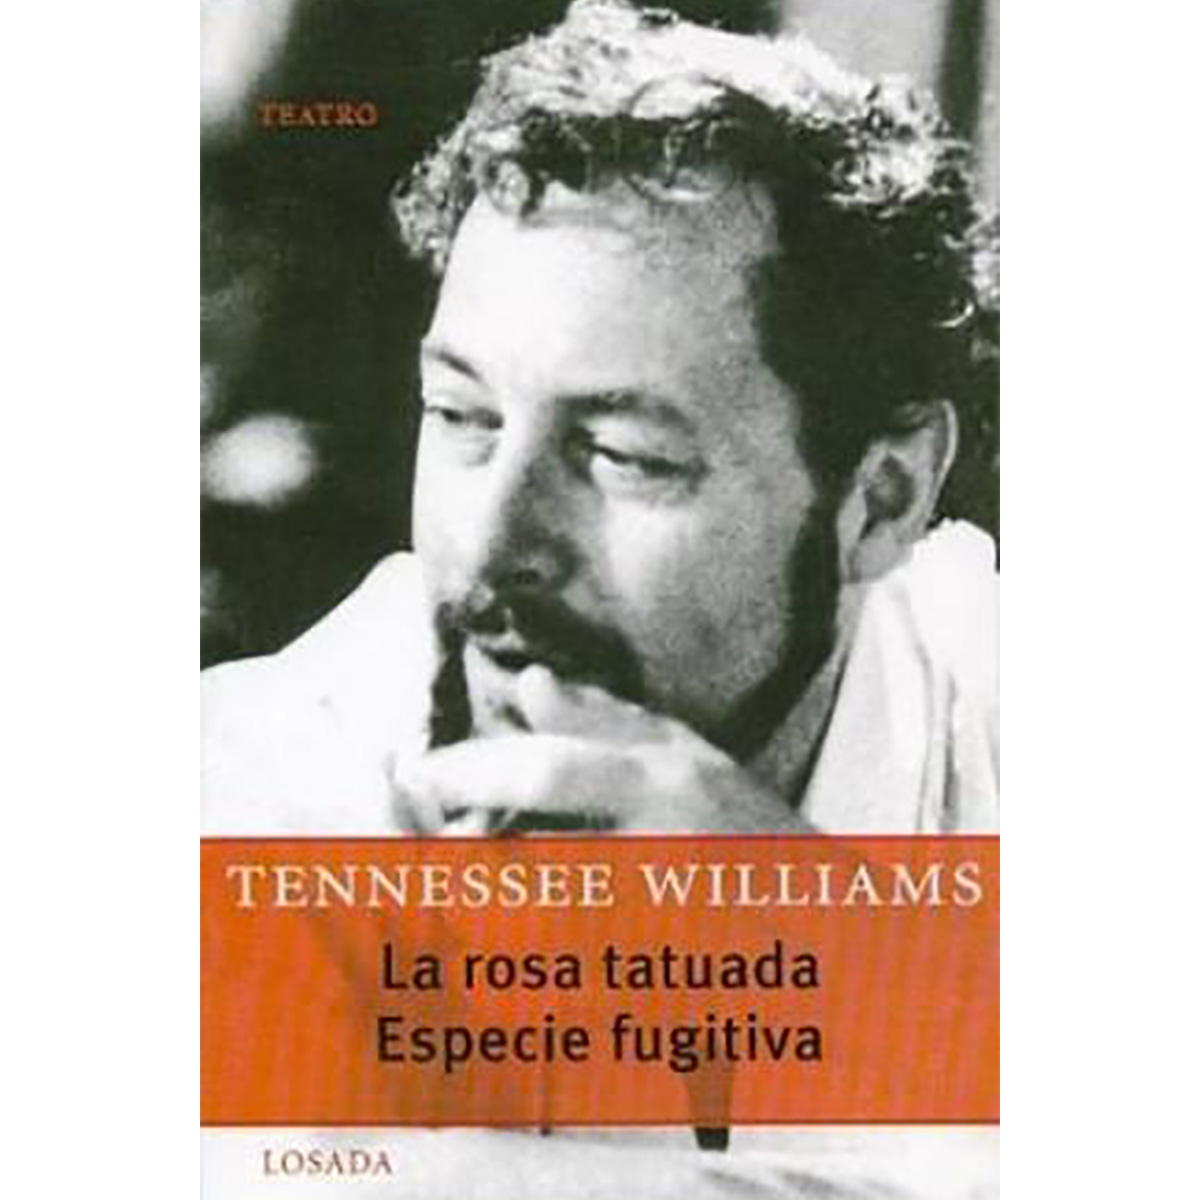 TEATRO
TENNESSEE WILLIAMS
La rosa tatuada
Especie fugitiva
LOSADA